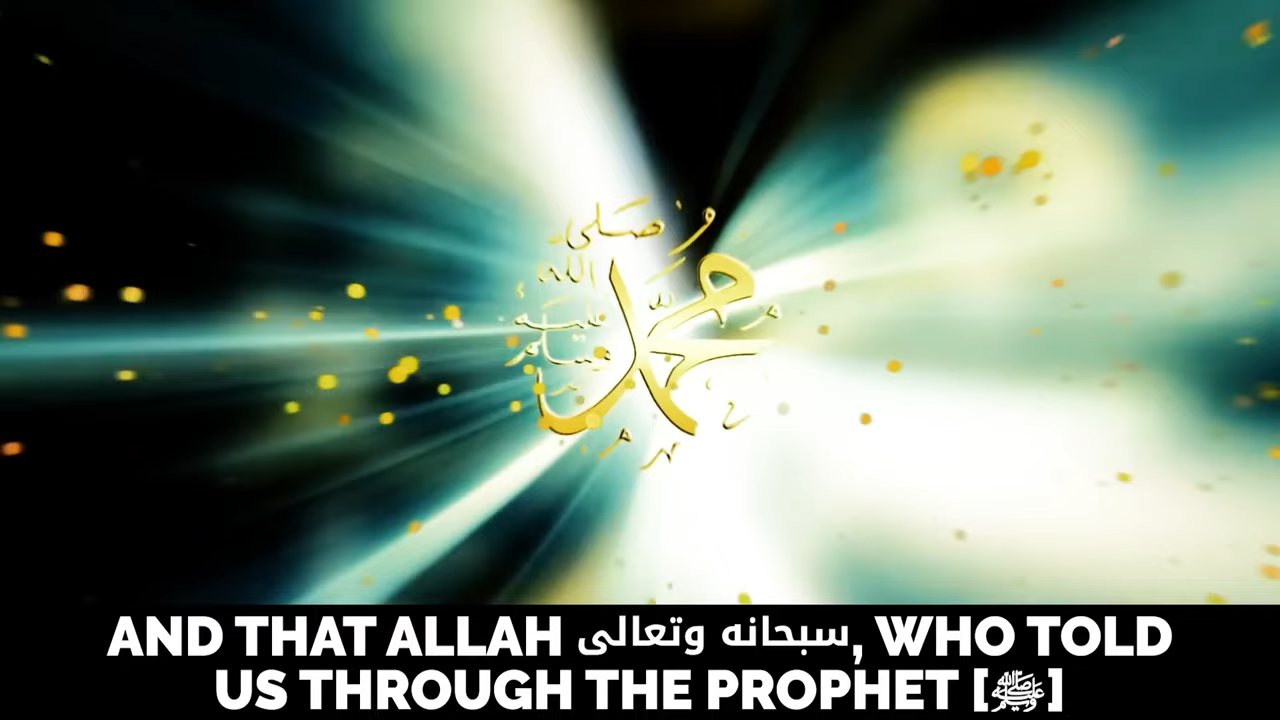 محمد
صلى
الله
عليه
وسلم
AND THAT ALLAH سبحانه وتعالى, WHO TOLD
US THROUGH THE PROPHET [ﷺ]